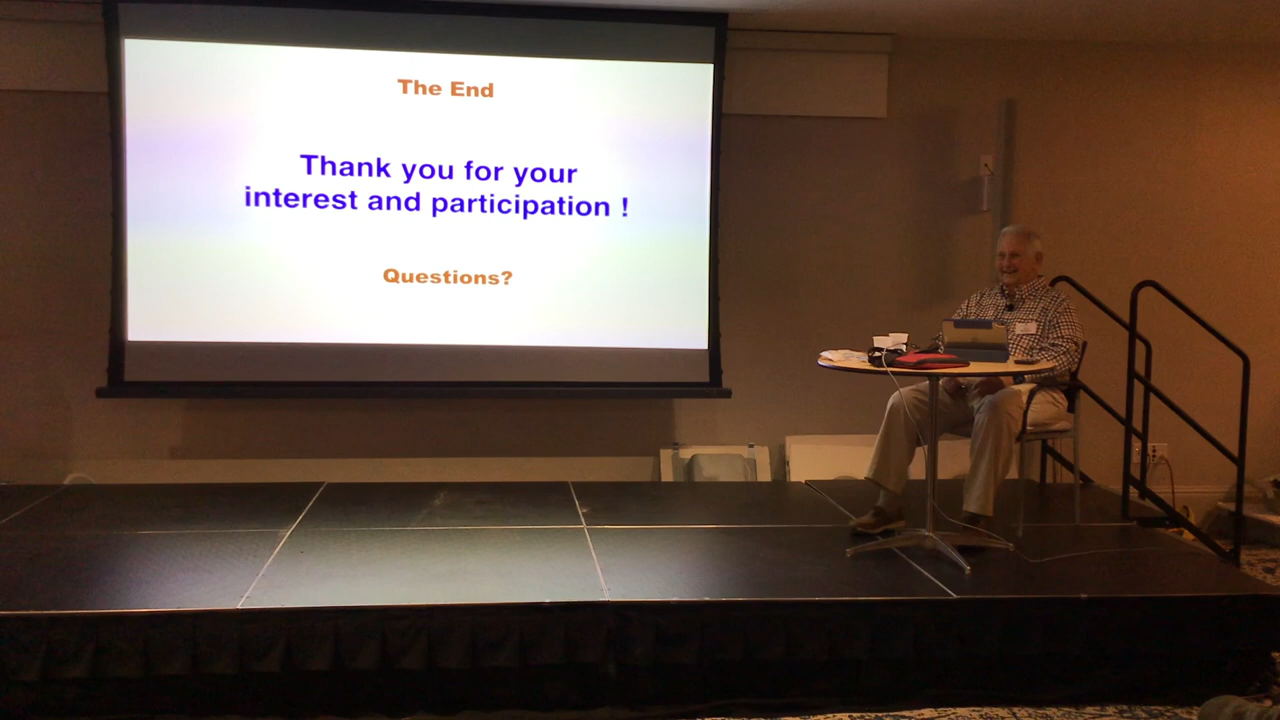 The End
Thank you for your
interest and participation !
Questions?